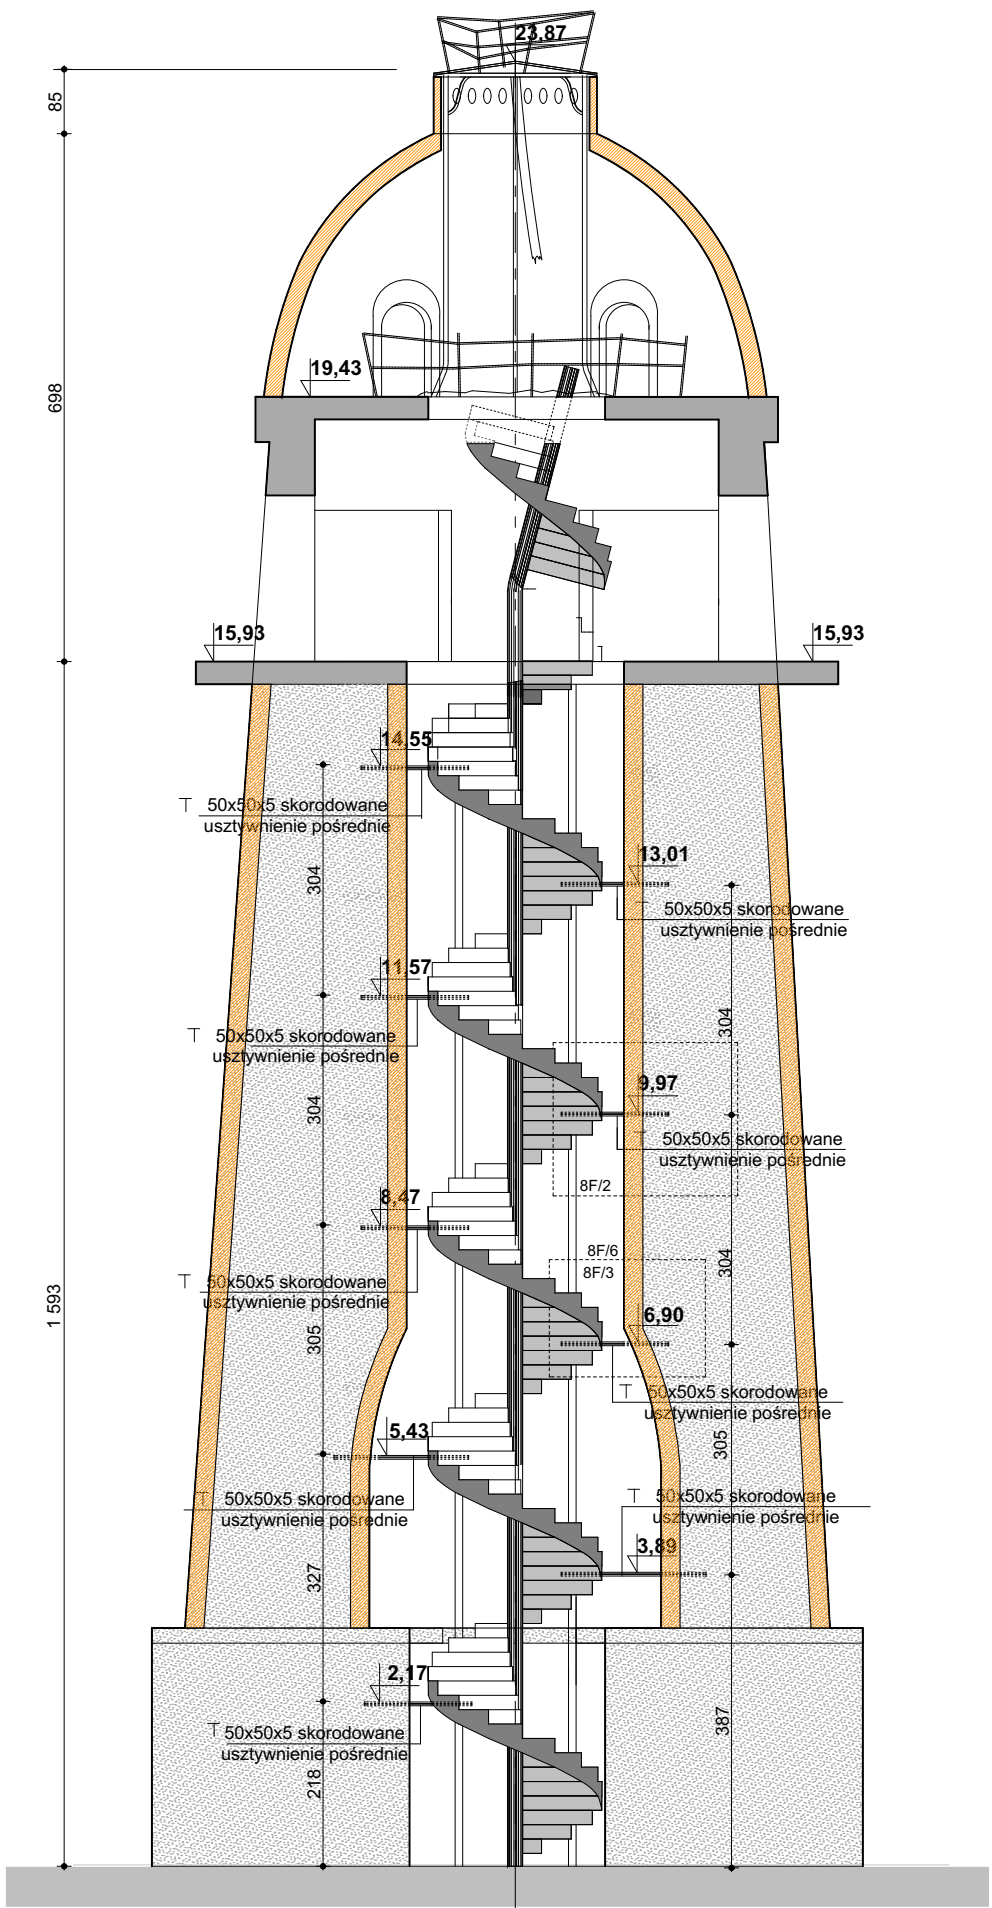 23,87
85
698
19,43
15,93
15,93
14,55
50x50x5 skorodowane
usztywnienie pośrednie
304
13,01
50x50x5 skorodowane
usztywnienie pośrednie
11,57
304
50x50x5 skorodowane
usztywnienie pośrednie
9,97
304
50x50x5 skorodowane
usztywnienie pośrednie
8F/2
8,47
8F/6
8F/3
304
50x50x5 skorodowane
usztywnienie pośrednie
1 593
305
6,90
50x50x5 skorodowane
usztywnienie pośrednie
5,43
305
50x50x5 skorodowane
usztywnienie pośrednie
50x50x5 skorodowane
usztywnienie pośrednie
3,89
327
2,17
387
50x50x5 skorodowane
usztywnienie pośrednie
218